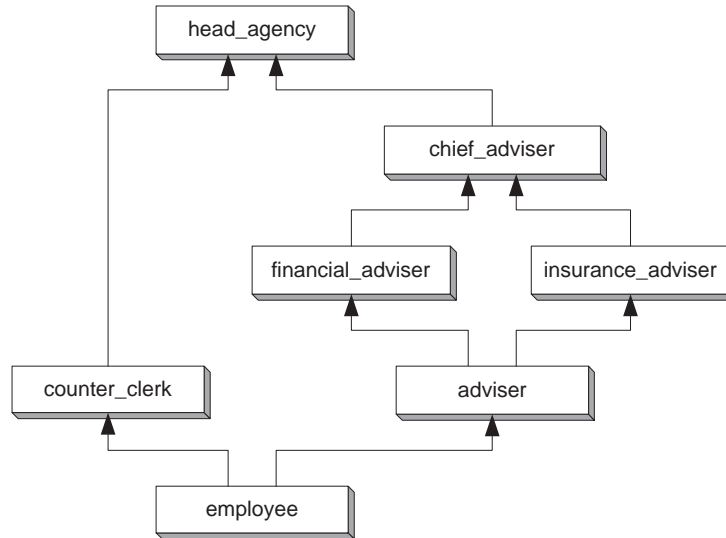 head_agency
chief_adviser
financial_adviser
insurance_adviser
counter_clerk
adviser
employee